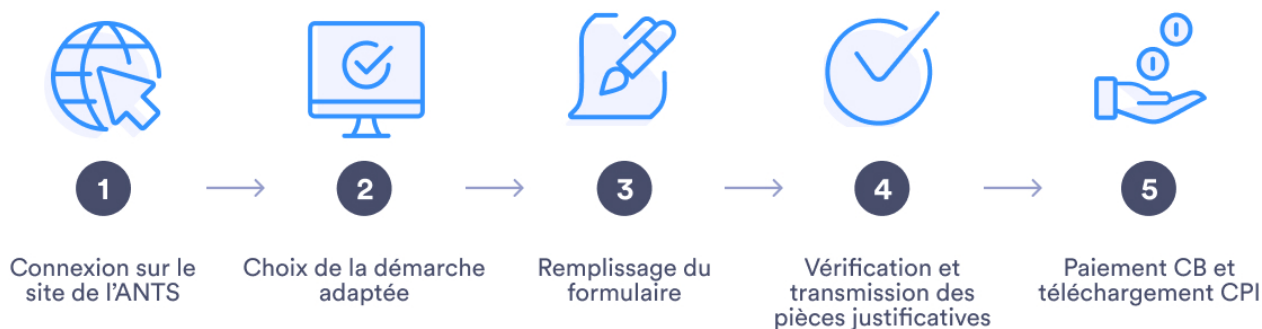 1
2
3
4
5
Connexion sur le
site de l'ANTS
Choix de la démarche
adaptée
Remplissage du
formulaire
Vérification et
transmission des
pièces justificatives
Paiement CB et
téléchargement CPI